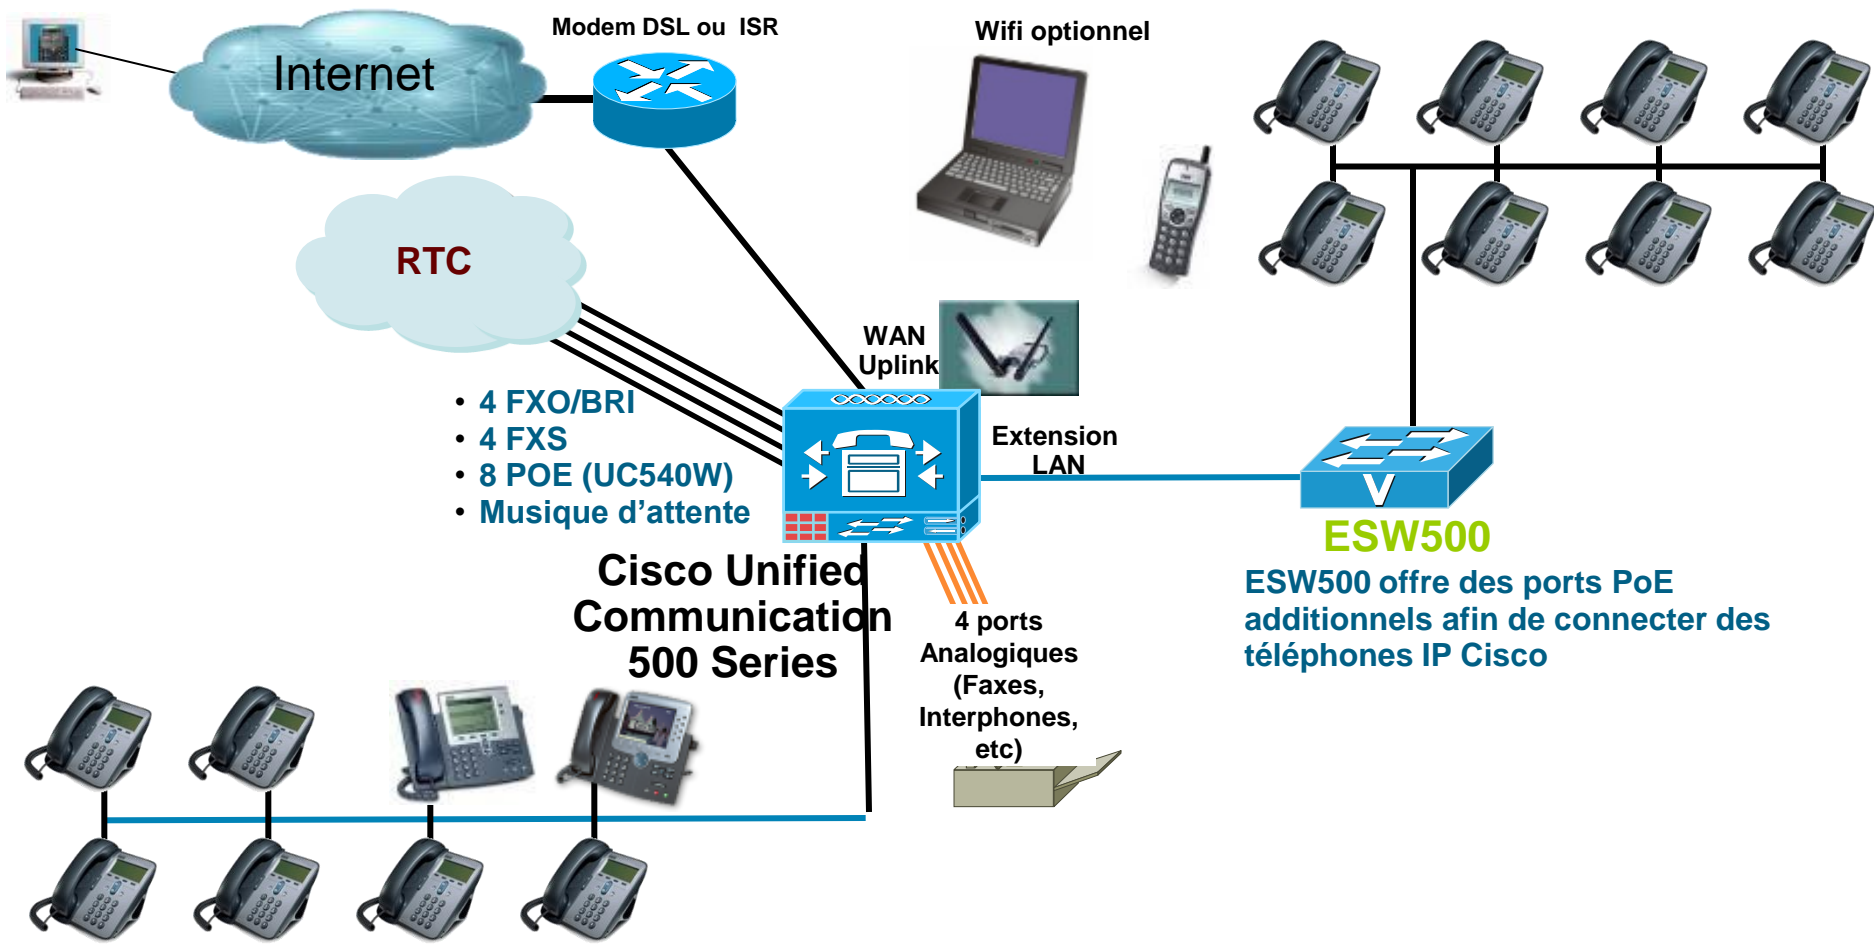 Modem DSL ou ISR
Wifi optionnel
Internet
RTC
WAN
Uplink
• 4 FXO/BRI
• 4 FXS
• 8 POE (UC540W)
• Musique d’attente
Extension
LAN
V
ESW500
ESW500 offre des ports PoE
additionnels afin de connecter des
téléphones IP Cisco
Cisco Unified
Communication
500 Series
4 ports
Analogiques
(Faxes,
Interphones,
etc)